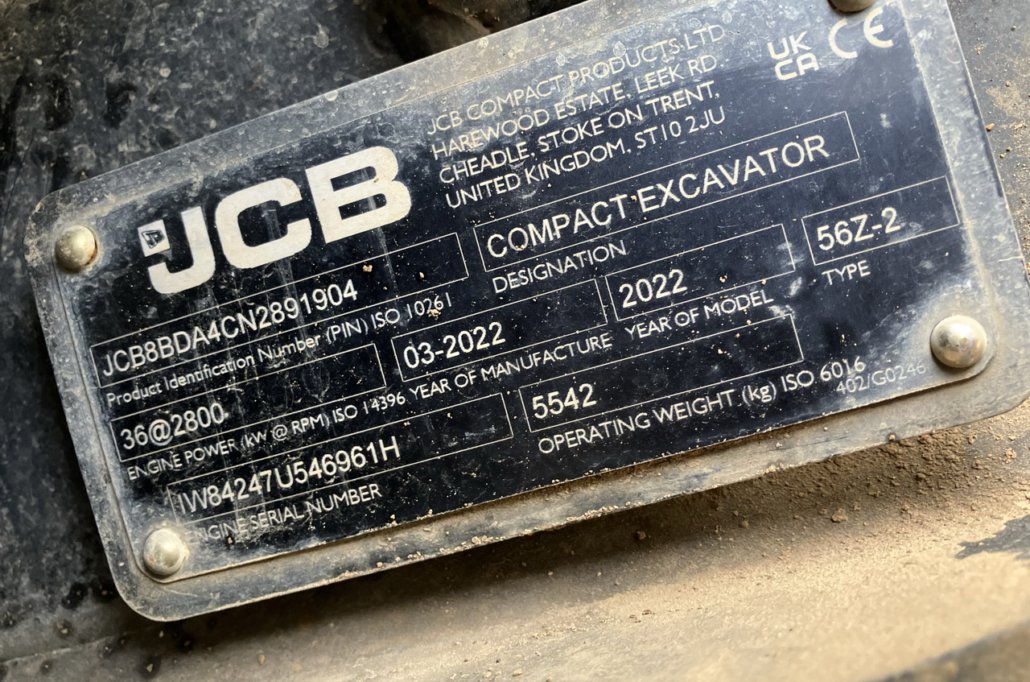 JCB
JCB COMPACT PRODUCTS LTD
HAREWOOD ESTATE, LEEK RD
CHEADLE, STOKE ON TRENT,
UNITED KINGDOM. ST10 2JU
UK
CA
CE
COMPACT EXCAVATOR
DESIGNATION
56Z-2
TYPE
JCB8BDA4CN2891904
Product Identification Number (PIN) ISO 10261
03-2022
YEAR OF MANUFACTURE
2022
YEAR OF MODEL
36@2800
ENGINE POWER (kW @ RPM) ISO 14396
5542
OPERATING WEIGHT (kg) ISO 6016
402/G0246
IW84247U546961H
ENGINE SERIAL NUMBER